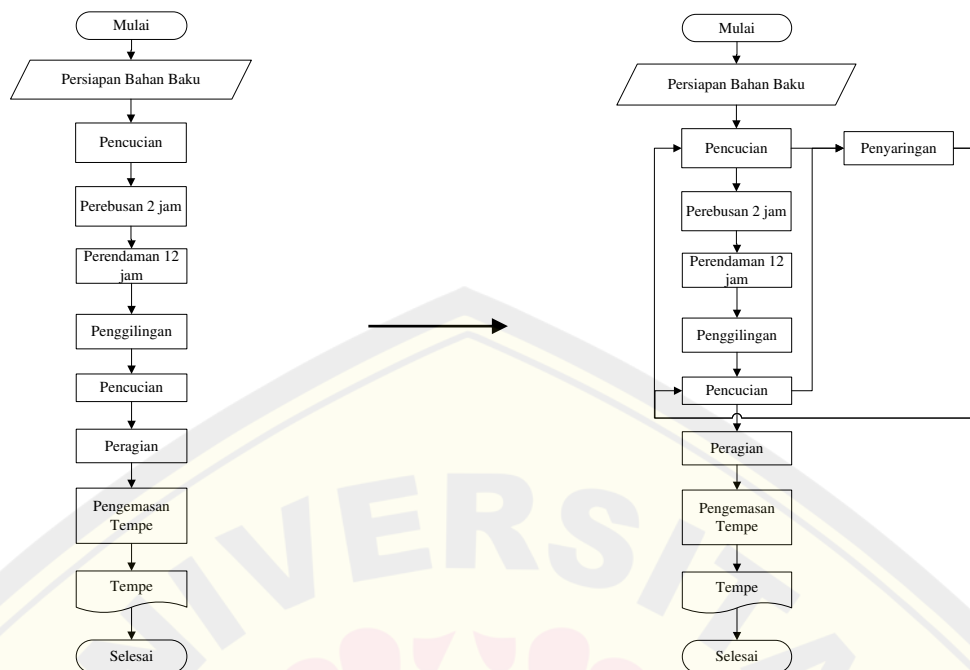 Mulai
Persiapan Bahan Baku
Pencucian
Perebusan 2 jam
Perendaman 12
jam
Penggilingan
Pencucian
Peragian
Pengemasan
Tempe
Tempe
Selesai
Mulai
Persiapan Bahan Baku
Pencucian
Penyaringan
Perebusan 2 jam
Perendaman 12
jam
Penggilingan
Pencucian
Peragian
Pengemasan
Tempe
Tempe
Selesai